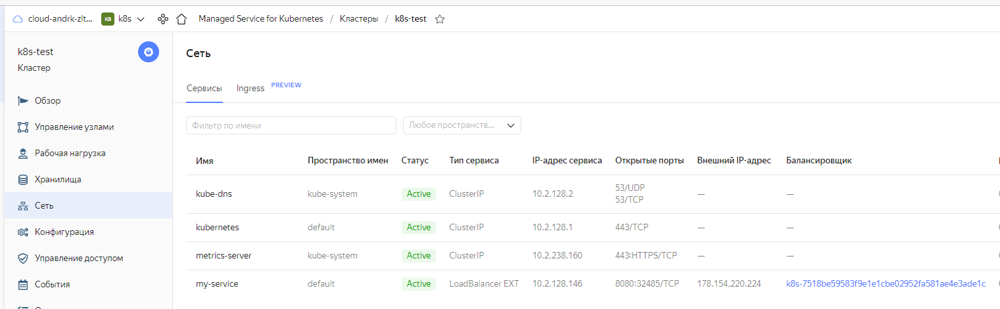 cloud-andrk-zlt... K8 k8s Managed Service for Kubernetes / Кластеры / k8s-test
k8s-test
Кластер
Обзор
Управление узлами
Рабочая нагрузка
Хранилища
Сеть
Конфигурация
Управление доступом
События
Сеть
Сервисы Ingress PREVIEW
Фильтр по имени Любое пространств...
Имя Пространство имен Статус Тип сервиса IP-адрес сервиса Открытые порты Внешний IP-адрес Балансировщик
kube-dns kube-system Active ClusterIP 10.2.128.2 53/UDP — —
53/TCP
kubernetes default Active ClusterIP 10.2.128.1 443/TCP — —
metrics-server kube-system Active ClusterIP 10.2.238.160 443:HTTPS/TCP — —
my-service default Active LoadBalancer EXT 10.2.128.146 8080:32485/TCP 178.154.220.224 k8s-7518be59583f9e1e1cbe02952fa581ae4e3ade1c